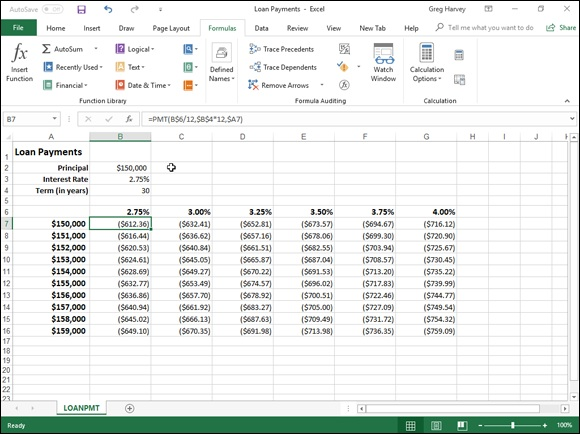 AutoSave Off Loan Payments - Excel Greg Harvey
File Home Insert Draw Page Layout Formulas Data Review View New Tab Help Tell me what you want to do Share
fx Insert Function
Σ AutoSum
Recently Used
Financial
Logical
Text
Date & Time
Function Library
Defined Names
Trace Precedents
Trace Dependents
Remove Arrows
Formula Auditing
Watch Window
Calculation Options
Calculation
B7 fx =PMT(B$6/12,$B$4*12,$A7)
A B C D E F G H I J
1 Loan Payments
2 Principal $150,000
3 Interest Rate 2.75%
4 Term (in years) 30
5
6 2.75% 3.00% 3.25% 3.50% 3.75% 4.00%
7 $150,000 ($612.36) ($632.41) ($652.81) ($673.57) ($694.67) ($716.12)
8 $151,000 ($616.44) ($636.62) ($657.16) ($678.06) ($699.30) ($720.90)
9 $152,000 ($620.53) ($640.84) ($661.51) ($682.55) ($703.94) ($725.67)
10 $153,000 ($624.61) ($645.05) ($665.87) ($687.04) ($708.57) ($730.45)
11 $154,000 ($628.69) ($649.27) ($670.22) ($691.53) ($713.20) ($735.22)
12 $155,000 ($632.77) ($653.49) ($674.57) ($696.02) ($717.83) ($739.99)
13 $156,000 ($636.86) ($657.70) ($678.92) ($700.51) ($722.46) ($744.77)
14 $157,000 ($640.94) ($661.92) ($683.27) ($705.00) ($727.09) ($749.54)
15 $158,000 ($645.02) ($666.13) ($687.63) ($709.49) ($731.72) ($754.32)
16 $159,000 ($649.10) ($670.35) ($691.98) ($713.98) ($736.35) ($759.09)
17
18
19
20
21
22
23
LOANPMT
Ready 100%